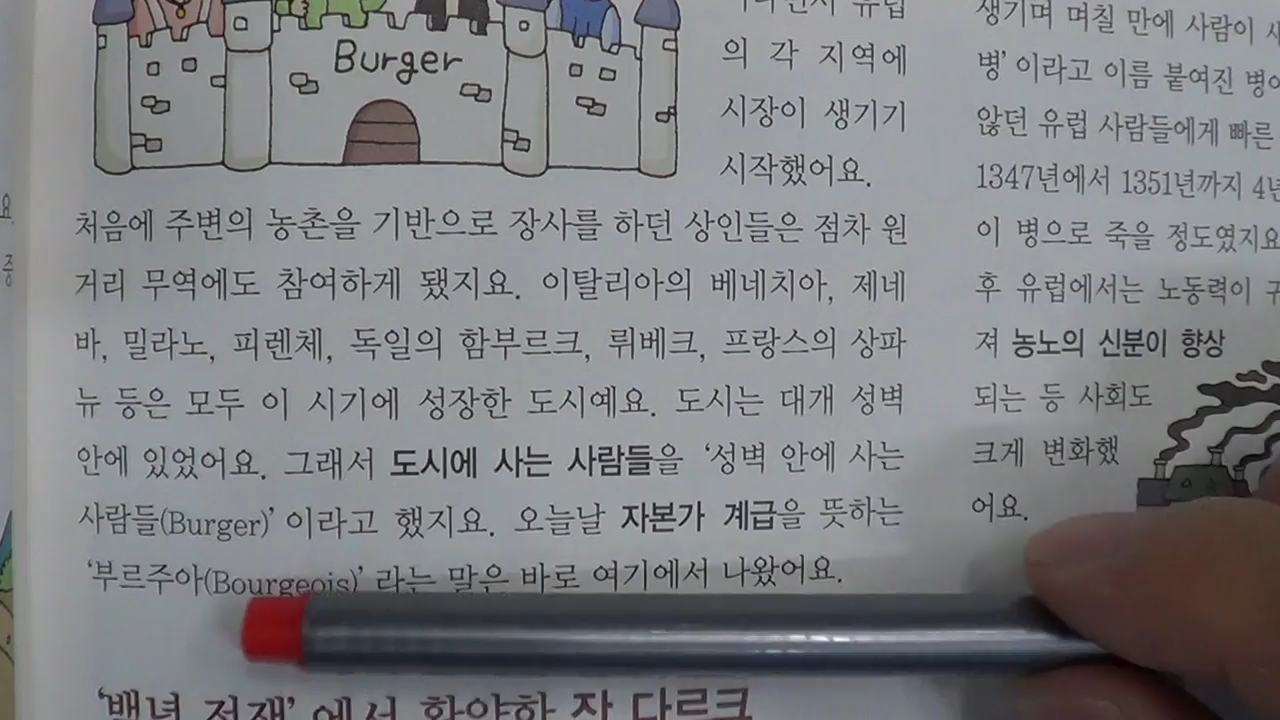 Burger
의 각 지역에
시장이 생기기
시작했어요.
처음에 주변의 농촌을 기반으로 장사를 하던 상인들은 점차 원
거리 무역에도 참여하게 됐지요. 이탈리아의 베네치아, 제네
바, 밀라노, 피렌체, 독일의 함부르크, 뤼베크, 프랑스의 상파
뉴 등은 모두 이 시기에 성장한 도시예요. 도시는 대개 성벽
안에 있었어요. 그래서 도시에 사는 사람들을 ‘성벽 안에 사는
사람들(Burger)’ 이라고 했지요. 오늘날 자본가 계급을 뜻하는
‘부르주아(Bourgeois)’ 라는 말은 바로 여기에서 나왔어요.
‘백년 전쟁’ 에서 활약한 잔 다르크
생기며 며칠 만에 사람이
병’ 이라고 이름 붙여진
않던 유럽 사람들에게 빠른
1347년에서 1351년까지
이 병으로 죽을 정도였지요
후 유럽에서는 노동력이
져 농노의 신분이 향상
되는 등 사회도
크게 변화했
어요.